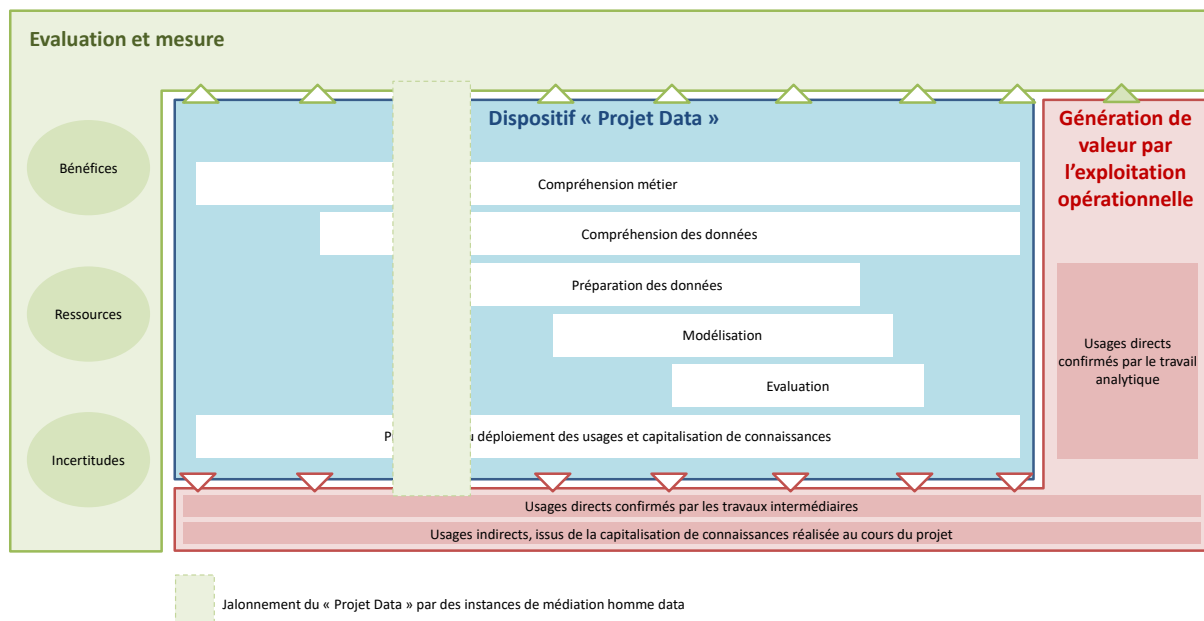 Evaluation et mesure
Dispositif « Projet Data »
Génération de
valeur par
l’exploitation
opérationnelle
Bénéfices
Ressources
Incertitudes
Compréhension métier
Compréhension des données
Préparation des données
Modélisation
Evaluation
déploiement des usages et capitalisation de connaissances
Usages directs
confirmés par le travail
analytique
Usages directs confirmés par les travaux intermédiaires
Usages indirects, issus de la capitalisation de connaissances réalisée au cours du projet
Jalonnement du « Projet Data » par des instances de médiation homme data